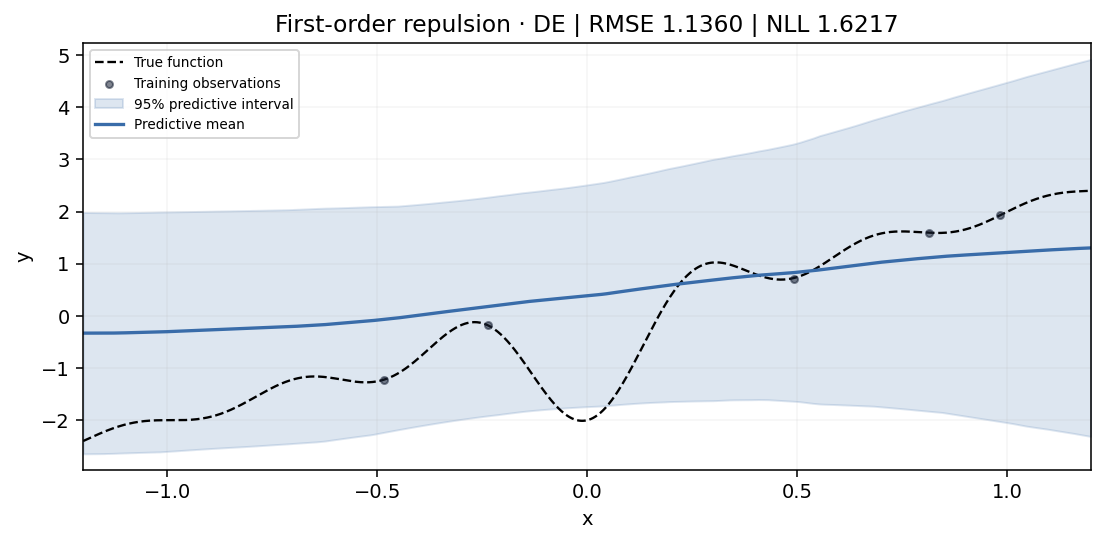 First-order repulsion · DE | RMSE 1.1360 | NLL 1.6217
True function
Training observations
95% predictive interval
Predictive mean
5
4
3
2
1
0
−1
−2
y
−1.0
−0.5
0.0
0.5
1.0
x